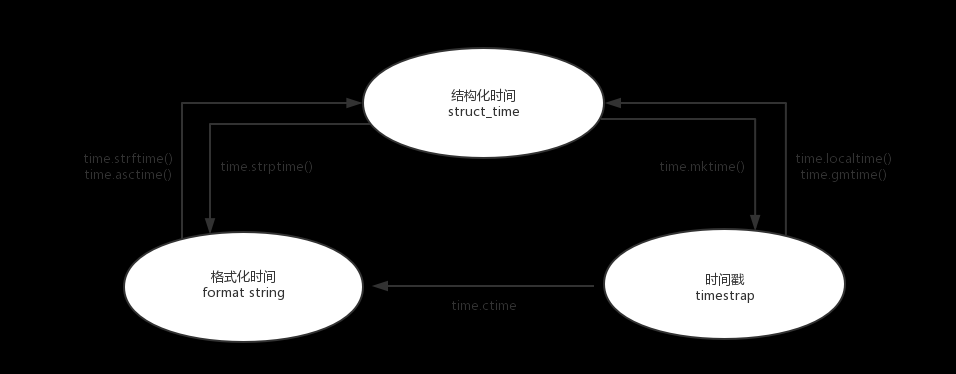 结构化时间
struct_time
time.strftime()
time.asctime()
time.strptime()
time.mktime()
time.localtime()
time.gmtime()
格式化时间
format string
时间戳
timestrap
time.ctime